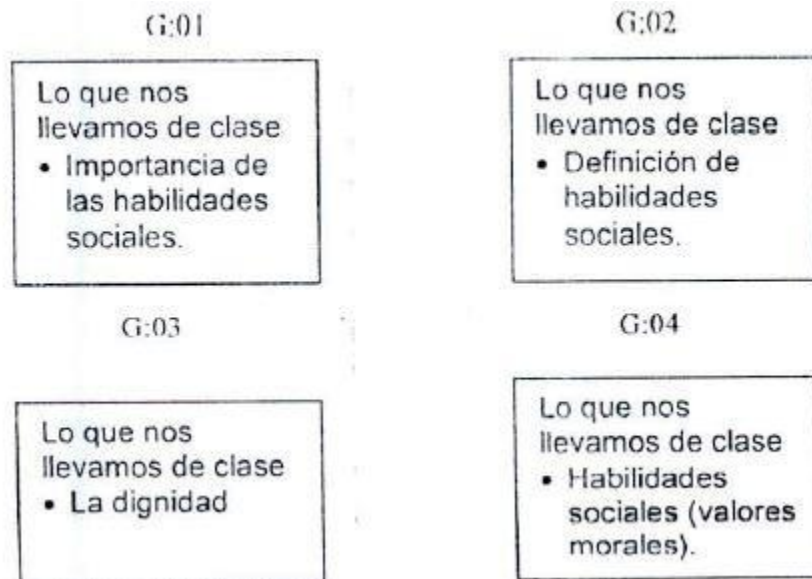 G:01
Lo que nos
llevamos de clase
• Importancia de
las habilidades
sociales.
G:02
Lo que nos
llevamos de clase
• Definición de
habilidades
sociales.
G:03
Lo que nos
llevamos de clase
• La dignidad
G:04
Lo que nos
llevamos de clase
• Habilidades
sociales (valores
morales).